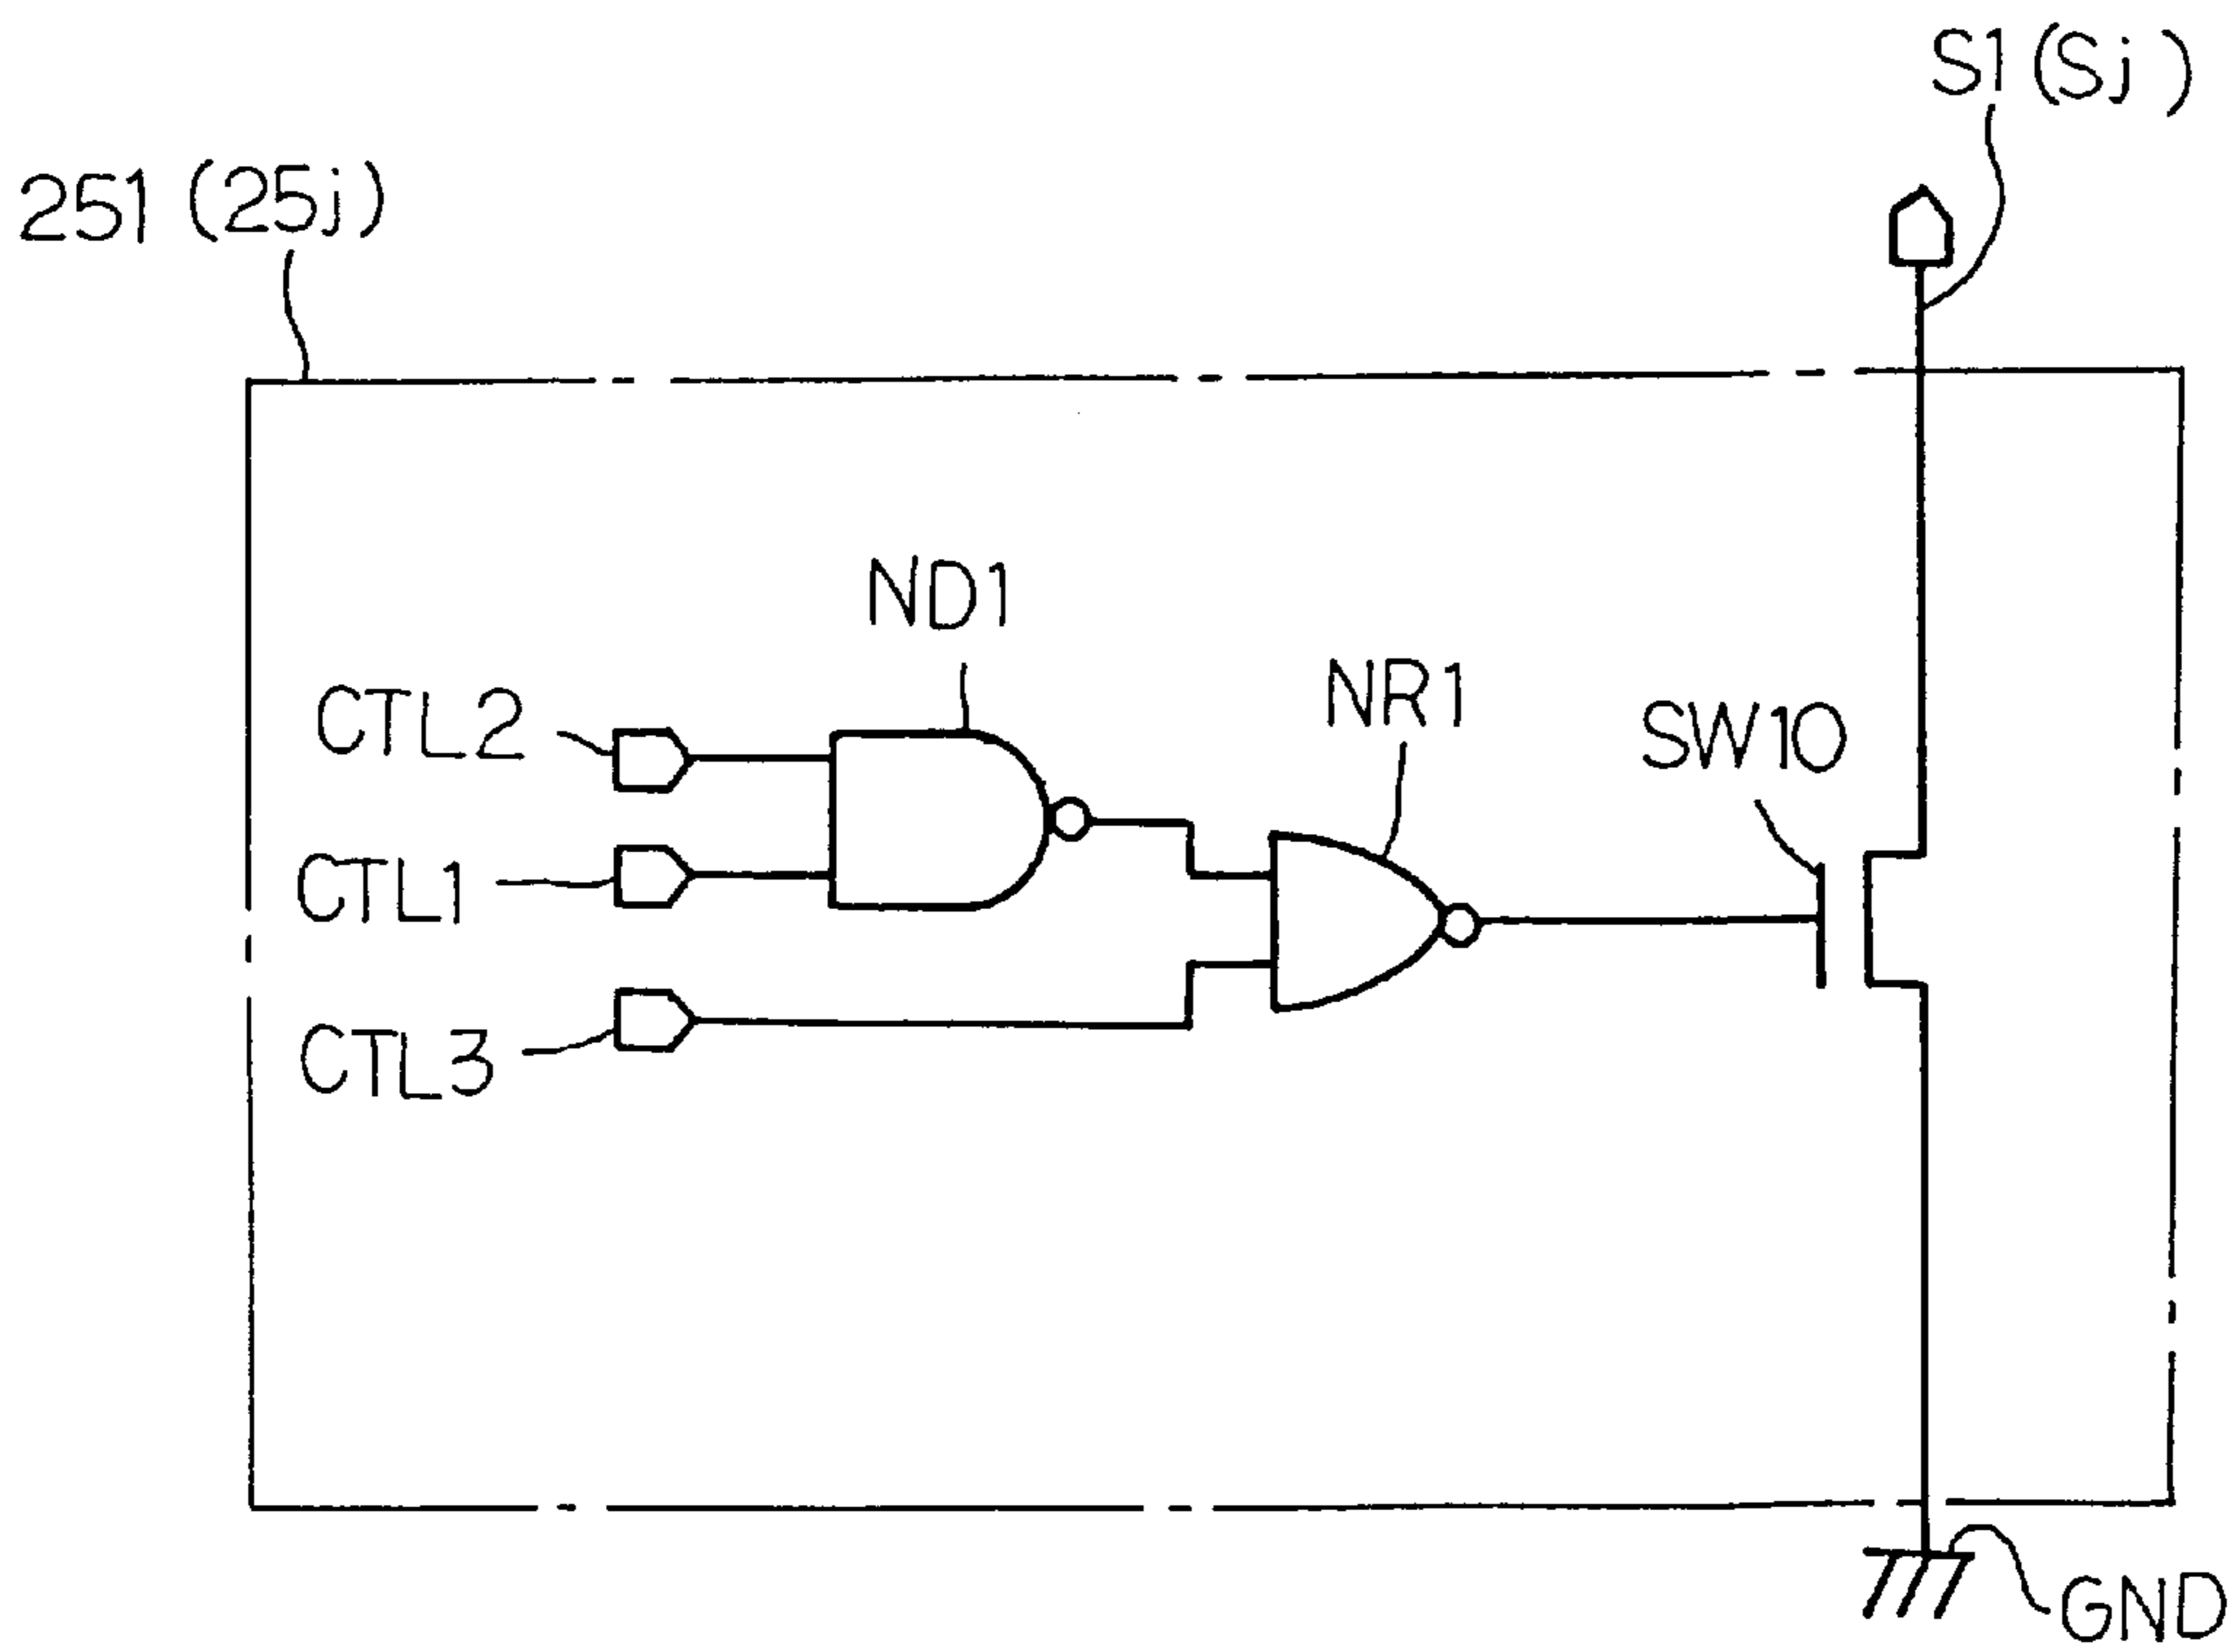 S1 (Sj)
251 (25j)
ND1
NR1
CTL2
SW10
CTL1
CTL3
GND